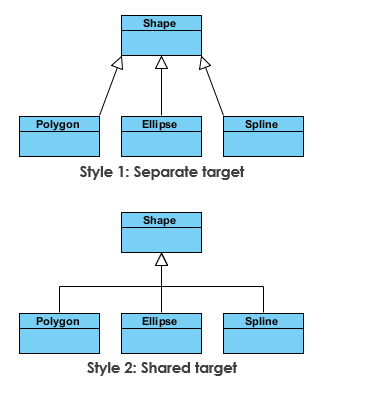 Shape
Polygon Ellipse Spline
Style 1: Separate target
Shape
Polygon Ellipse Spline
Style 2: Shared target